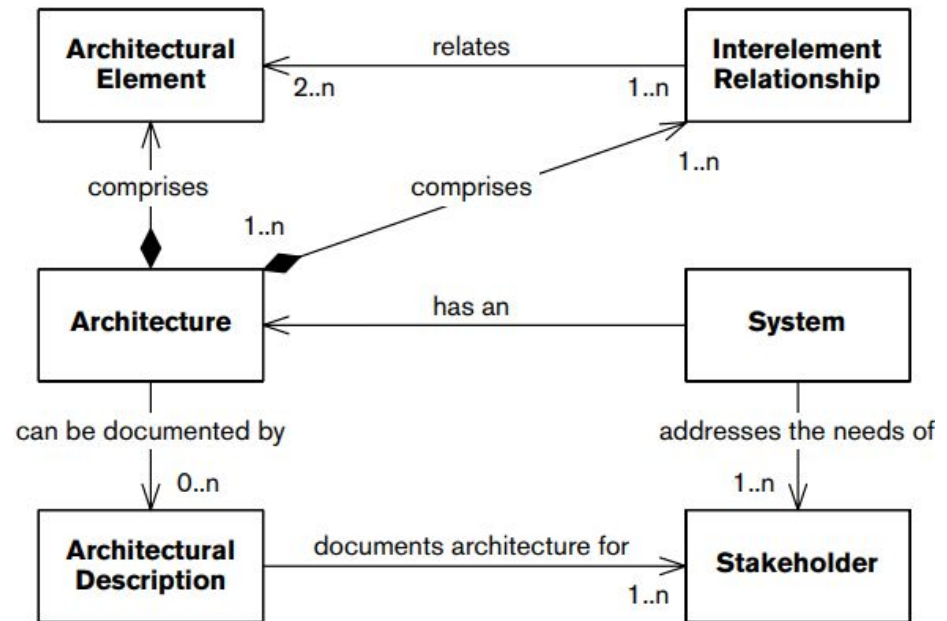 Architectural
Element
relates
2..n
1..n
Interelement
Relationship
comprises
comprises
1..n
1..n
Architecture
has an
System
can be documented by
addresses the needs of
0..n
1..n
Architectural
Description
documents architecture for
1..n
Stakeholder